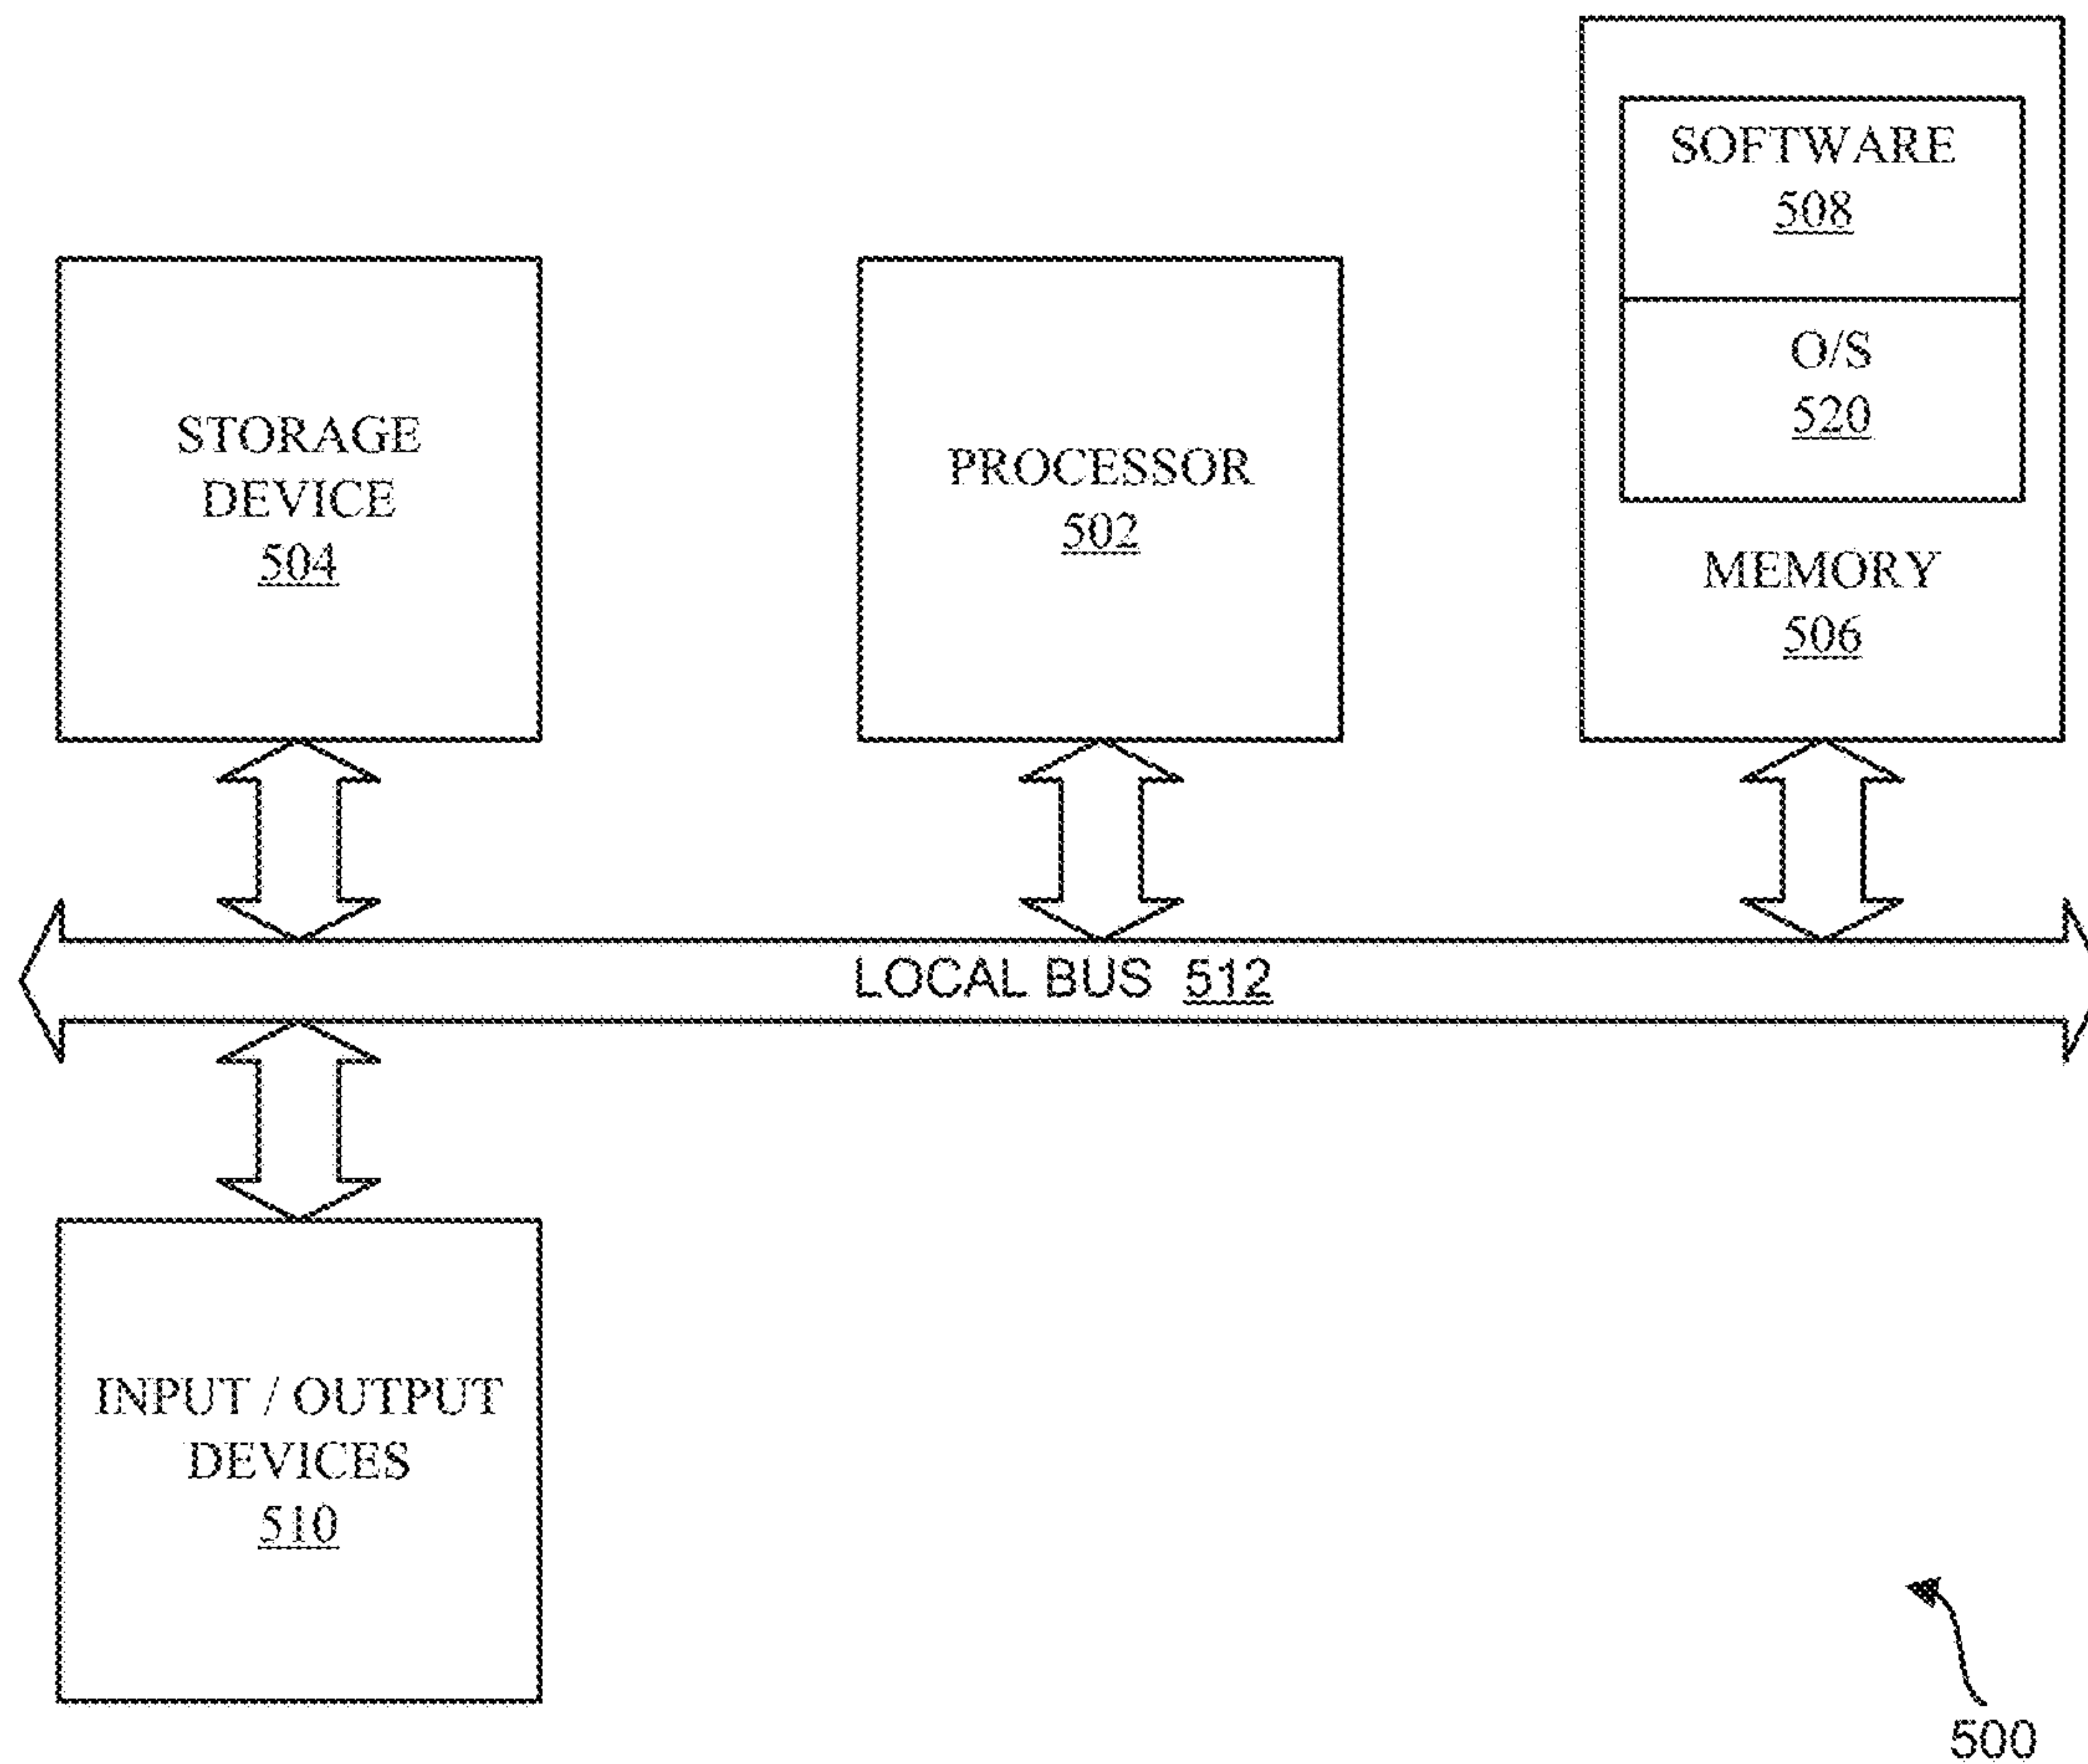 SOFTWARE
508
O/S
520
MEMORY
506
STORAGE
DEVICE
504
PROCESSOR
502
LOCAL BUS 512
INPUT / OUTPUT
DEVICES
510
500